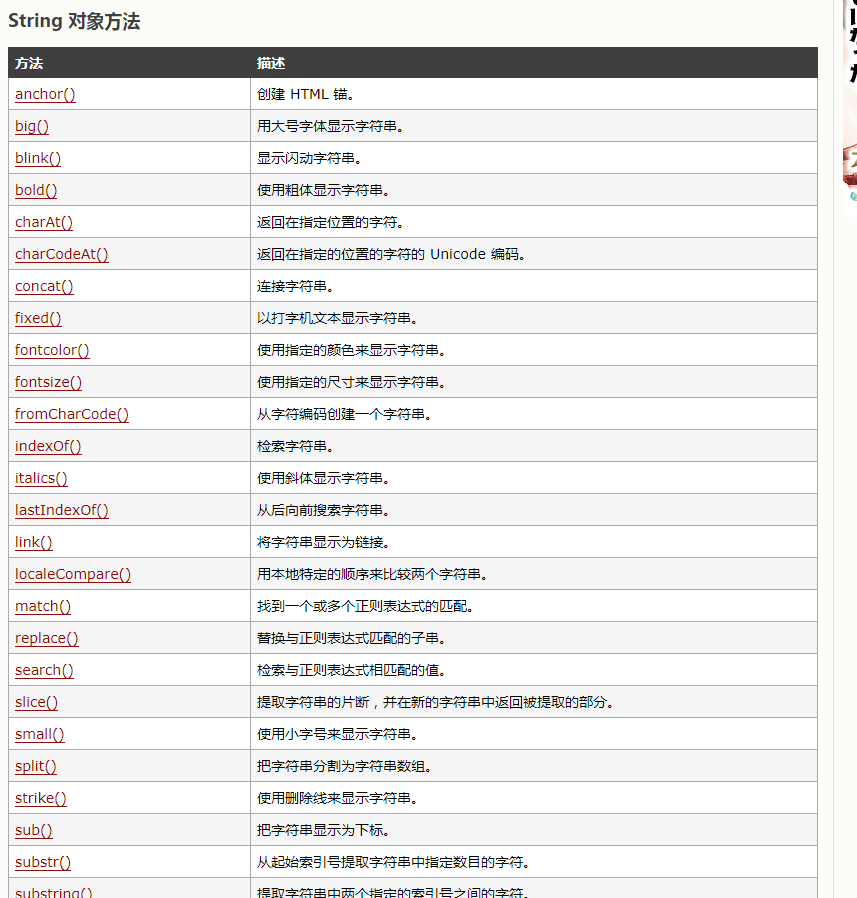 String 对象方法
方法 描述
anchor() 创建 HTML 锚。
big() 用大号字体显示字符串。
blink() 显示闪动字符串。
bold() 使用粗体显示字符串。
charAt() 返回在指定位置的字符。
charCodeAt() 返回在指定的位置的字符的 Unicode 编码。
concat() 连接字符串。
fixed() 以打字机文本显示字符串。
fontcolor() 使用指定的颜色来显示字符串。
fontsize() 使用指定的尺寸来显示字符串。
fromCharCode() 从字符编码创建一个字符串。
indexOf() 检索字符串。
italics() 使用斜体显示字符串。
lastIndexOf() 从后向前搜索字符串。
link() 将字符串显示为链接。
localeCompare() 用本地特定的顺序来比较两个字符串。
match() 找到一个或多个正则表达式的匹配。
replace() 替换与正则表达式匹配的子串。
search() 检索与正则表达式相匹配的值。
slice() 提取字符串的片断，并在新的字符串中返回被提取的部分。
small() 使用小字号来显示字符串。
split() 把字符串分割为字符串数组。
strike() 使用删除线来显示字符串。
sub() 把字符串显示为下标。
substr() 从起始索引号提取字符串中指定数目的字符。
substring() 提取字符串中两个指定的索引号之间的字符。